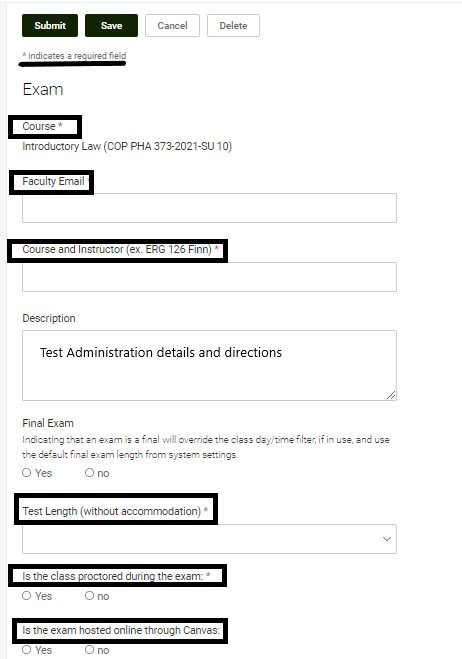 Submit Save Cancel Delete
* indicates a required field
Exam
Course *
Introductory Law (COP PHA 373-2021-SU 10)
Faculty Email *
Course and Instructor (ex. ERG 126 Finn) *
Description
Test Administration details and directions
Final Exam
Indicating that an exam is a final will override the class day/time filter, if in use, and use
the default final exam length from system settings.
Yes no
Test Length (without accommodation) *
Is the class proctored during the exam: *
Yes no
Is the exam hosted online through Canvas:
Yes no